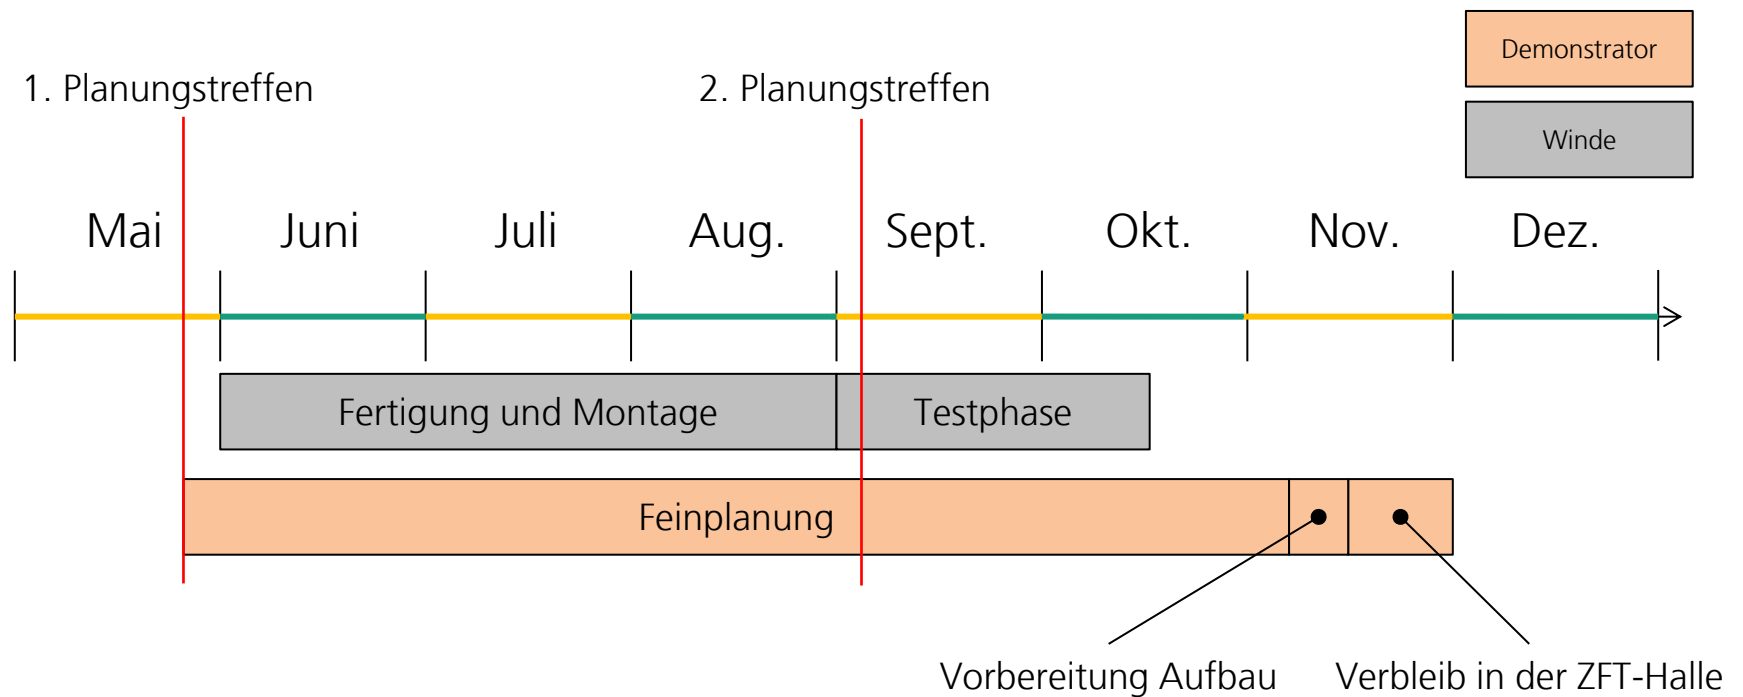 Demonstrator
1. Planungstreffen
2. Planungstreffen
Winde
Mai
Juni
Juli
Aug.
Sept.
Okt.
Nov.
Dez.
Fertigung und Montage
Testphase
Feinplanung
Vorbereitung Aufbau
Verbleib in der ZFT-Halle